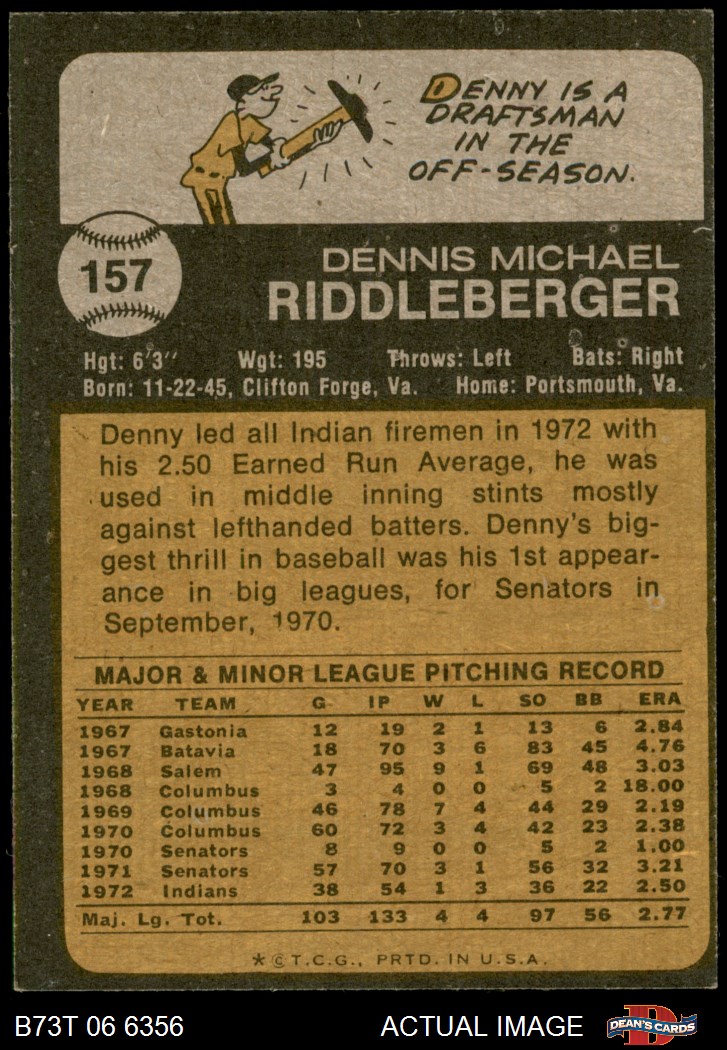 DENNY IS A
DRAFTSMAN
IN THE
OFF-SEASON.
157
DENNIS MICHAEL
RIDDLEBERGER
Hgt: 6'3" Wgt: 195 Throws: Left Bats: Right
Born: 11-22-45, Clifton Forge, Va. Home: Portsmouth, Va.
Denny led all Indian firemen in 1972 with
his 2.50 Earned Run Average, he was
used in middle inning stints mostly
against lefthanded batters. Denny's big-
gest thrill in baseball was his 1st appear-
ance in big leagues, for Senators in
September, 1970.
MAJOR & MINOR LEAGUE PITCHING RECORD
YEAR TEAM G IP W L SO BB ERA
1967 Gastonia 12 19 2 1 13 6 2.84
1967 Batavia 18 70 3 6 83 45 4.76
1968 Salem 47 95 9 1 69 48 3.03
1968 Columbus 3 4 0 0 5 2 18.00
1969 Columbus 46 78 7 4 44 29 2.19
1970 Columbus 60 72 3 4 42 23 2.38
1970 Senators 8 9 0 0 5 2 1.00
1971 Senators 57 70 3 1 56 32 3.21
1972 Indians 38 54 1 3 36 22 2.50
Maj. Lg. Tot. 103 133 4 4 97 56 2.77
*©T.C.G., PRTD. IN U.S.A.
B73T 06 6356 ACTUAL IMAGE DEAN'S CARDS